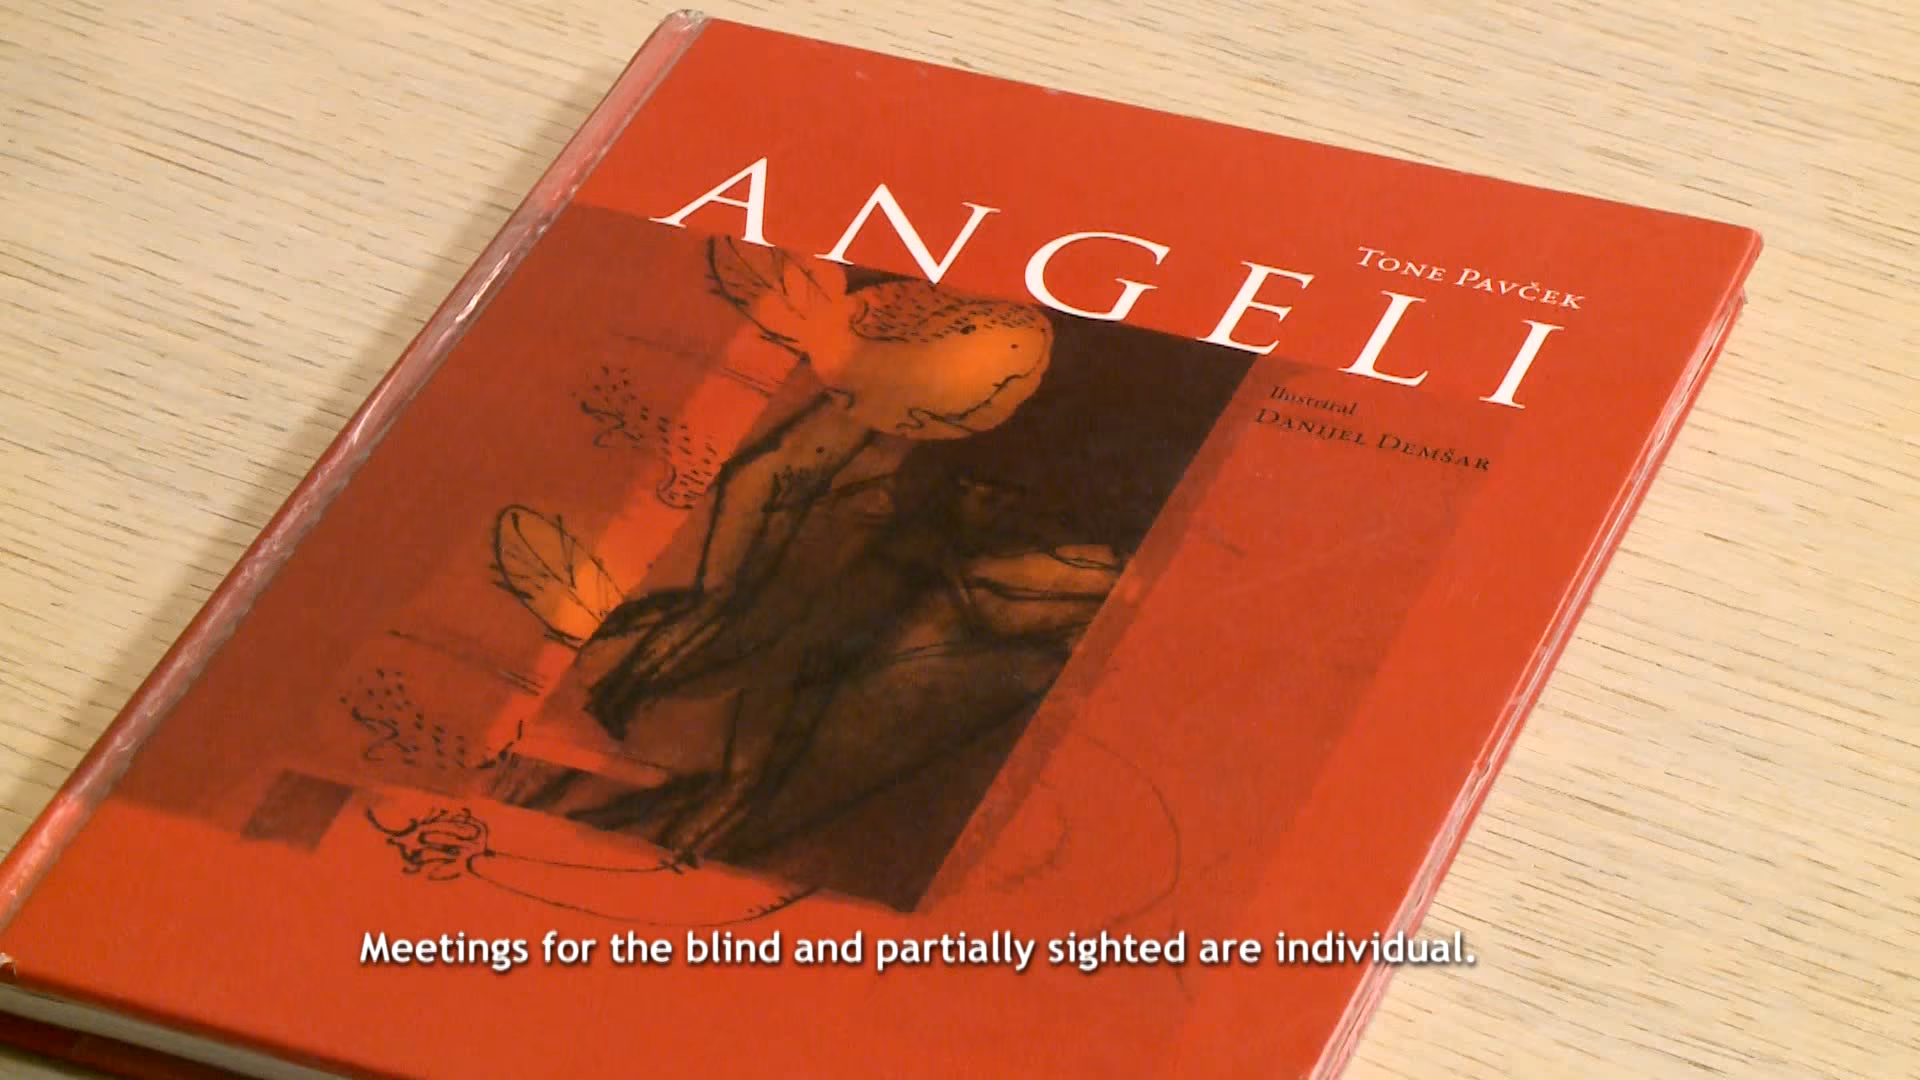 TONE PAVČEK
ANGELI
Ilustriral
DANIJEL DEMŠAR
Meetings for the blind and partially sighted are individual.